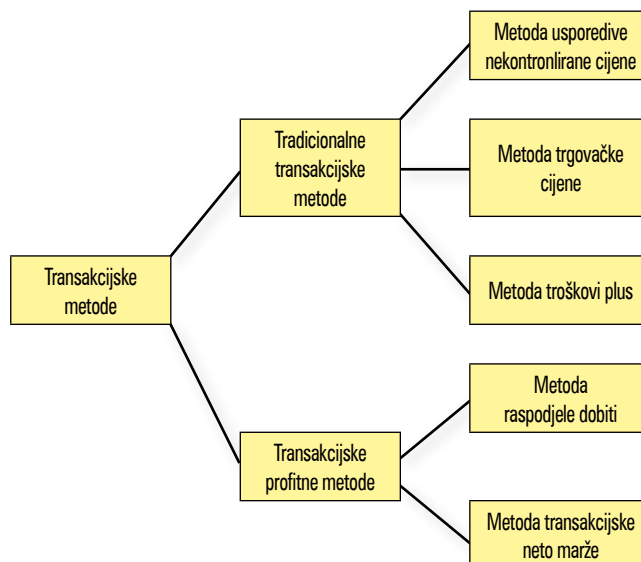 Metoda usporedive
nekontronlirane cijene
Tradicionalne
transakcijske
metode
Metoda trgovačke
cijene
Transakcijske
metode
Metoda troškovi plus
Metoda
raspodjele dobiti
Transakcijske
profitne metode
Metoda transakcijske
neto marže